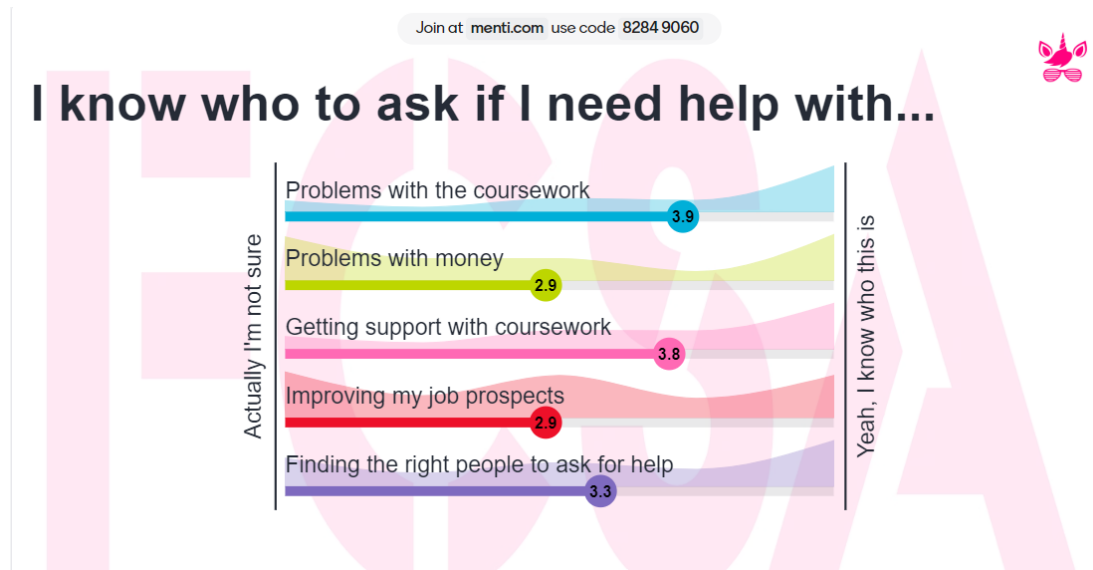 Join at menti.com use code 8284 9060
I know who to ask if I need help with...
Actually I'm not sure
Problems with the coursework
3.9
Problems with money
2.9
Getting support with coursework
3.8
Improving my job prospects
2.9
Finding the right people to ask for help
3.3
Yeah, I know who this is
FCSA